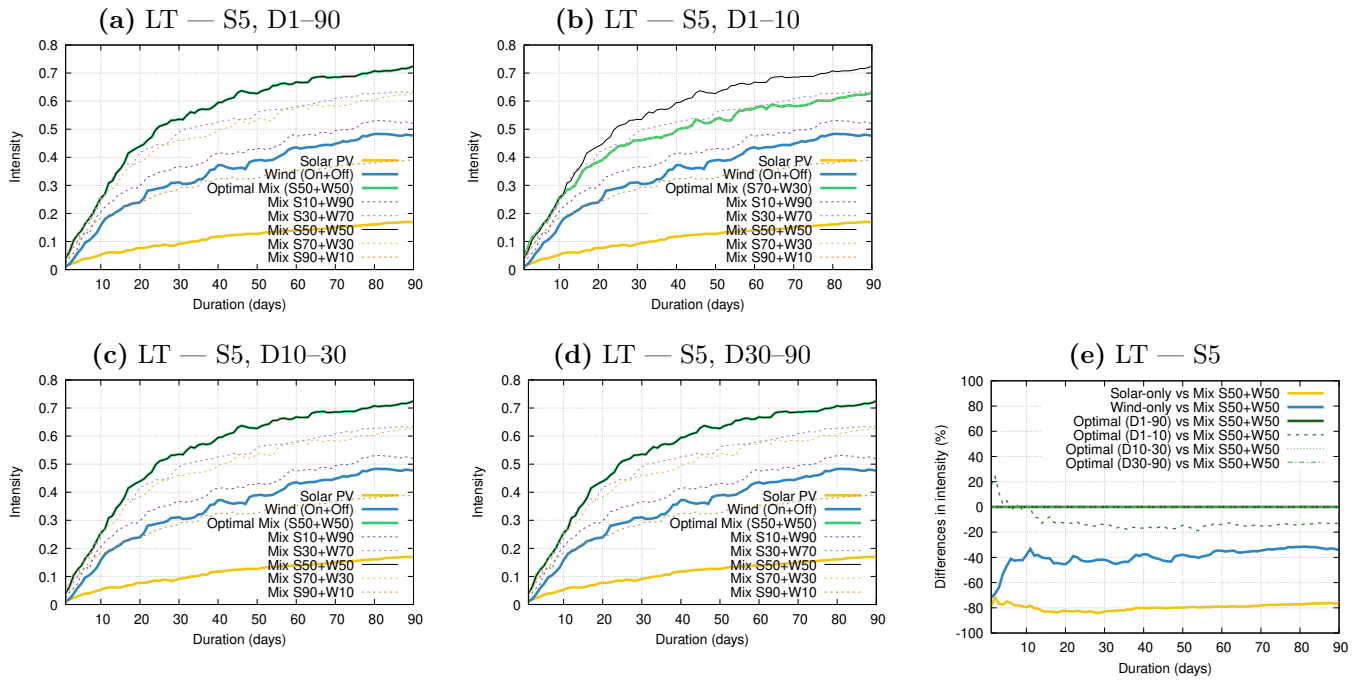 (a) LT — S5, D1–90
0.8
0.7
0.6
0.5
0.4
0.3
0.2
0.1
0
Intensity
Solar PV
Wind (On+Off)
Optimal Mix (S50+W50)
Mix S10+W90
Mix S30+W70
Mix S50+W50
Mix S70+W30
Mix S90+W10
10 20 30 40 50 60 70 80 90
Duration (days)
(b) LT — S5, D1–10
0.8
0.7
0.6
0.5
0.4
0.3
0.2
0.1
0
Intensity
Solar PV
Wind (On+Off)
Optimal Mix (S70+W30)
Mix S10+W90
Mix S30+W70
Mix S50+W50
Mix S70+W30
Mix S90+W10
10 20 30 40 50 60 70 80 90
Duration (days)
(c) LT — S5, D10–30
0.8
0.7
0.6
0.5
0.4
0.3
0.2
0.1
0
Intensity
Solar PV
Wind (On+Off)
Optimal Mix (S50+W50)
Mix S10+W90
Mix S30+W70
Mix S50+W50
Mix S70+W30
Mix S90+W10
10 20 30 40 50 60 70 80 90
Duration (days)
(d) LT — S5, D30–90
0.8
0.7
0.6
0.5
0.4
0.3
0.2
0.1
0
Intensity
Solar PV
Wind (On+Off)
Optimal Mix (S50+W50)
Mix S10+W90
Mix S30+W70
Mix S50+W50
Mix S70+W30
Mix S90+W10
10 20 30 40 50 60 70 80 90
Duration (days)
(e) LT — S5
100
80
60
40
20
0
-20
-40
-60
-80
-100
Differences in intensity (%)
Solar-only vs Mix S50+W50
Wind-only vs Mix S50+W50
Optimal (D1-90) vs Mix S50+W50
Optimal (D1-10) vs Mix S50+W50
Optimal (D10-30) vs Mix S50+W50
Optimal (D30-90) vs Mix S50+W50
10 20 30 40 50 60 70 80 90
Duration (days)